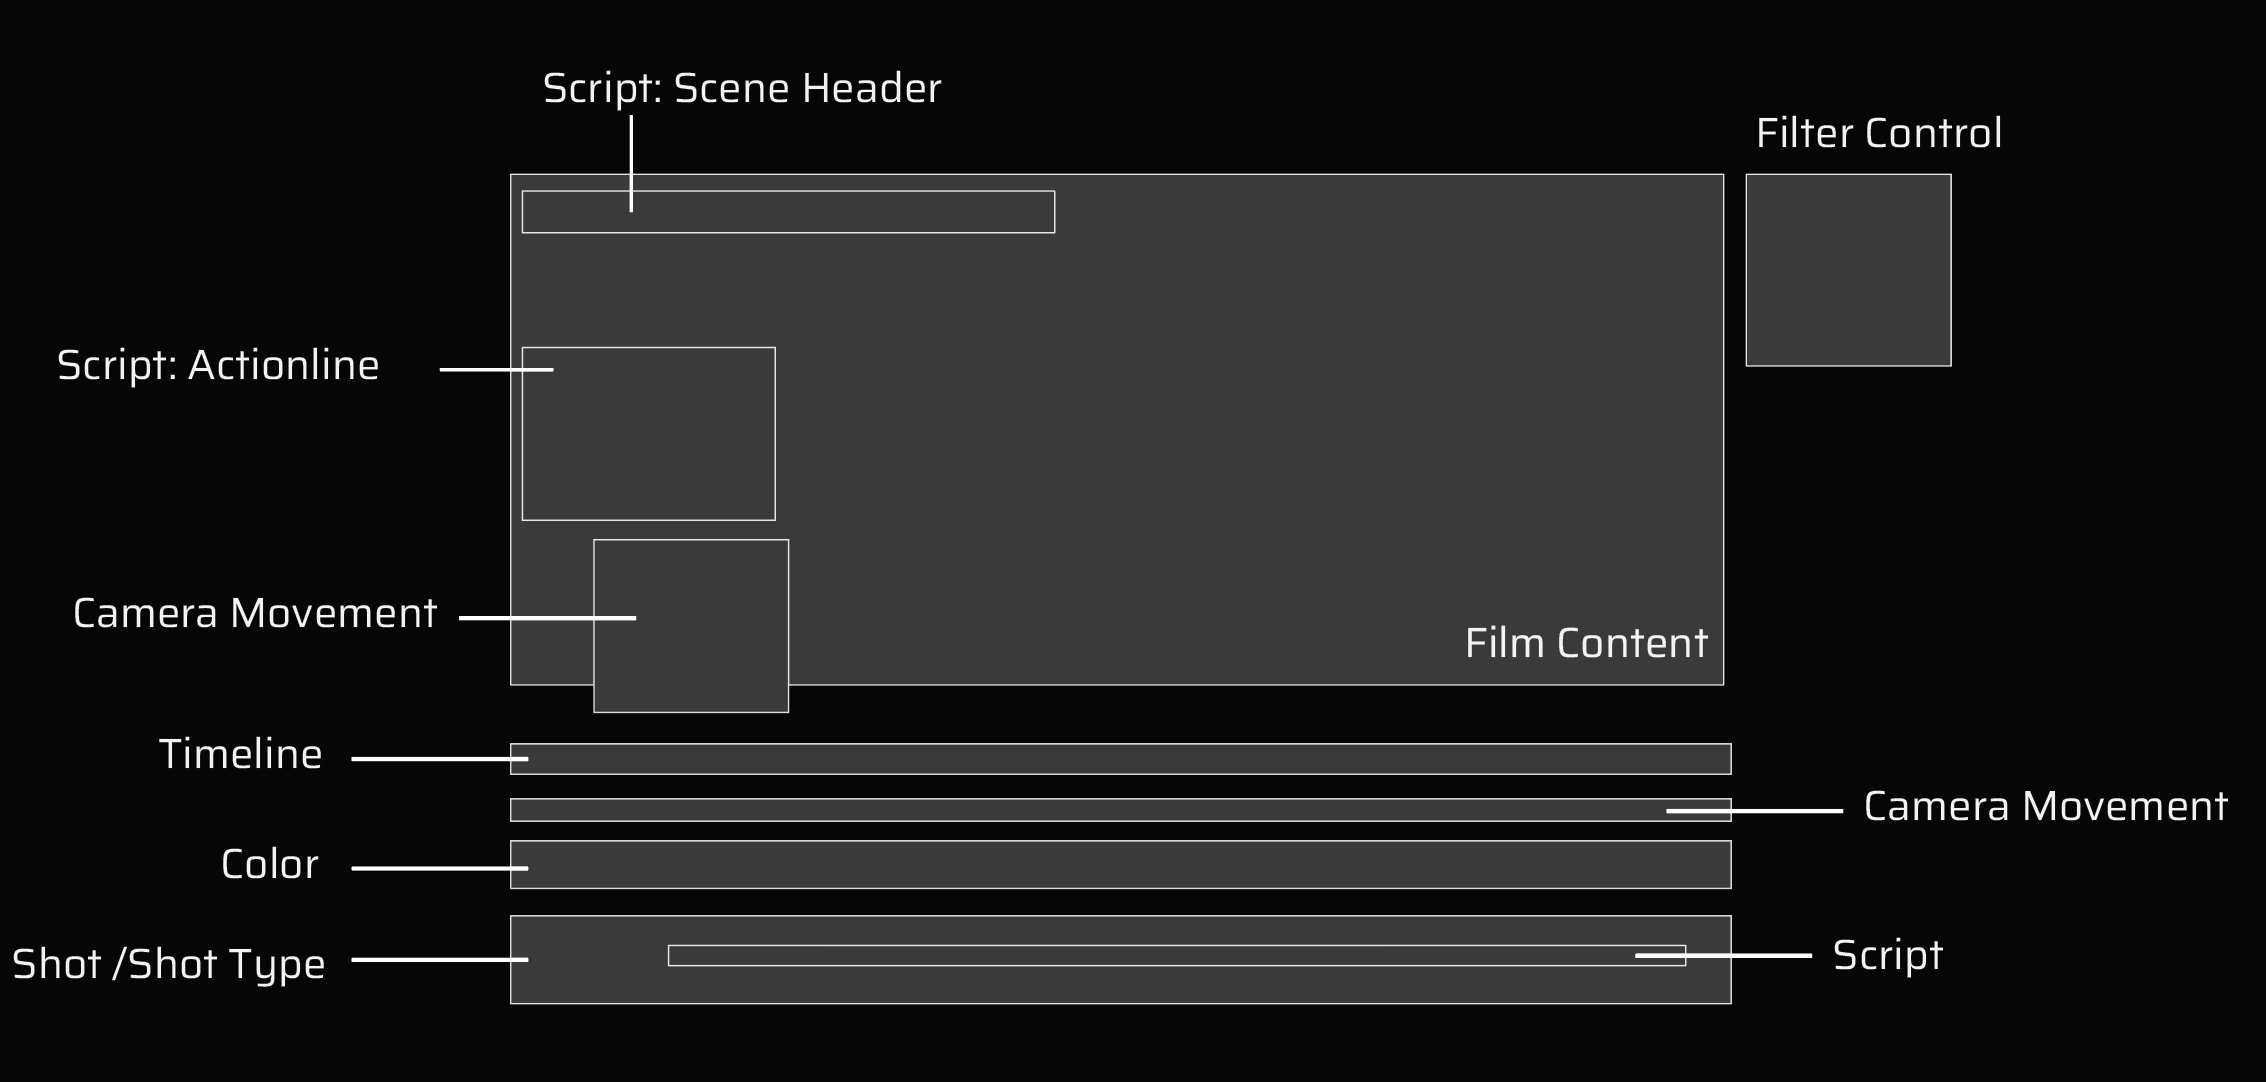 Script: Scene Header
Filter Control
Script: Actionline
Camera Movement
Film Content
Timeline
Camera Movement
Color
Shot /Shot Type
Script